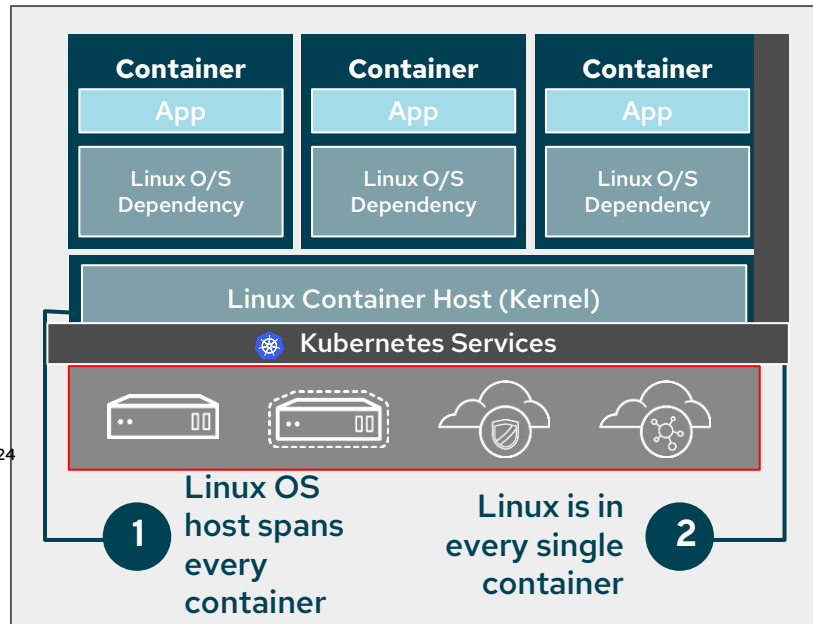 Container
Container
Container
App
App
App
Linux O/S
Dependency
Linux O/S
Dependency
Linux O/S
Dependency
Linux Container Host (Kernel)
Kubernetes Services
24
1
Linux OS
host spans
every
container
Linux is in
every single
container
2